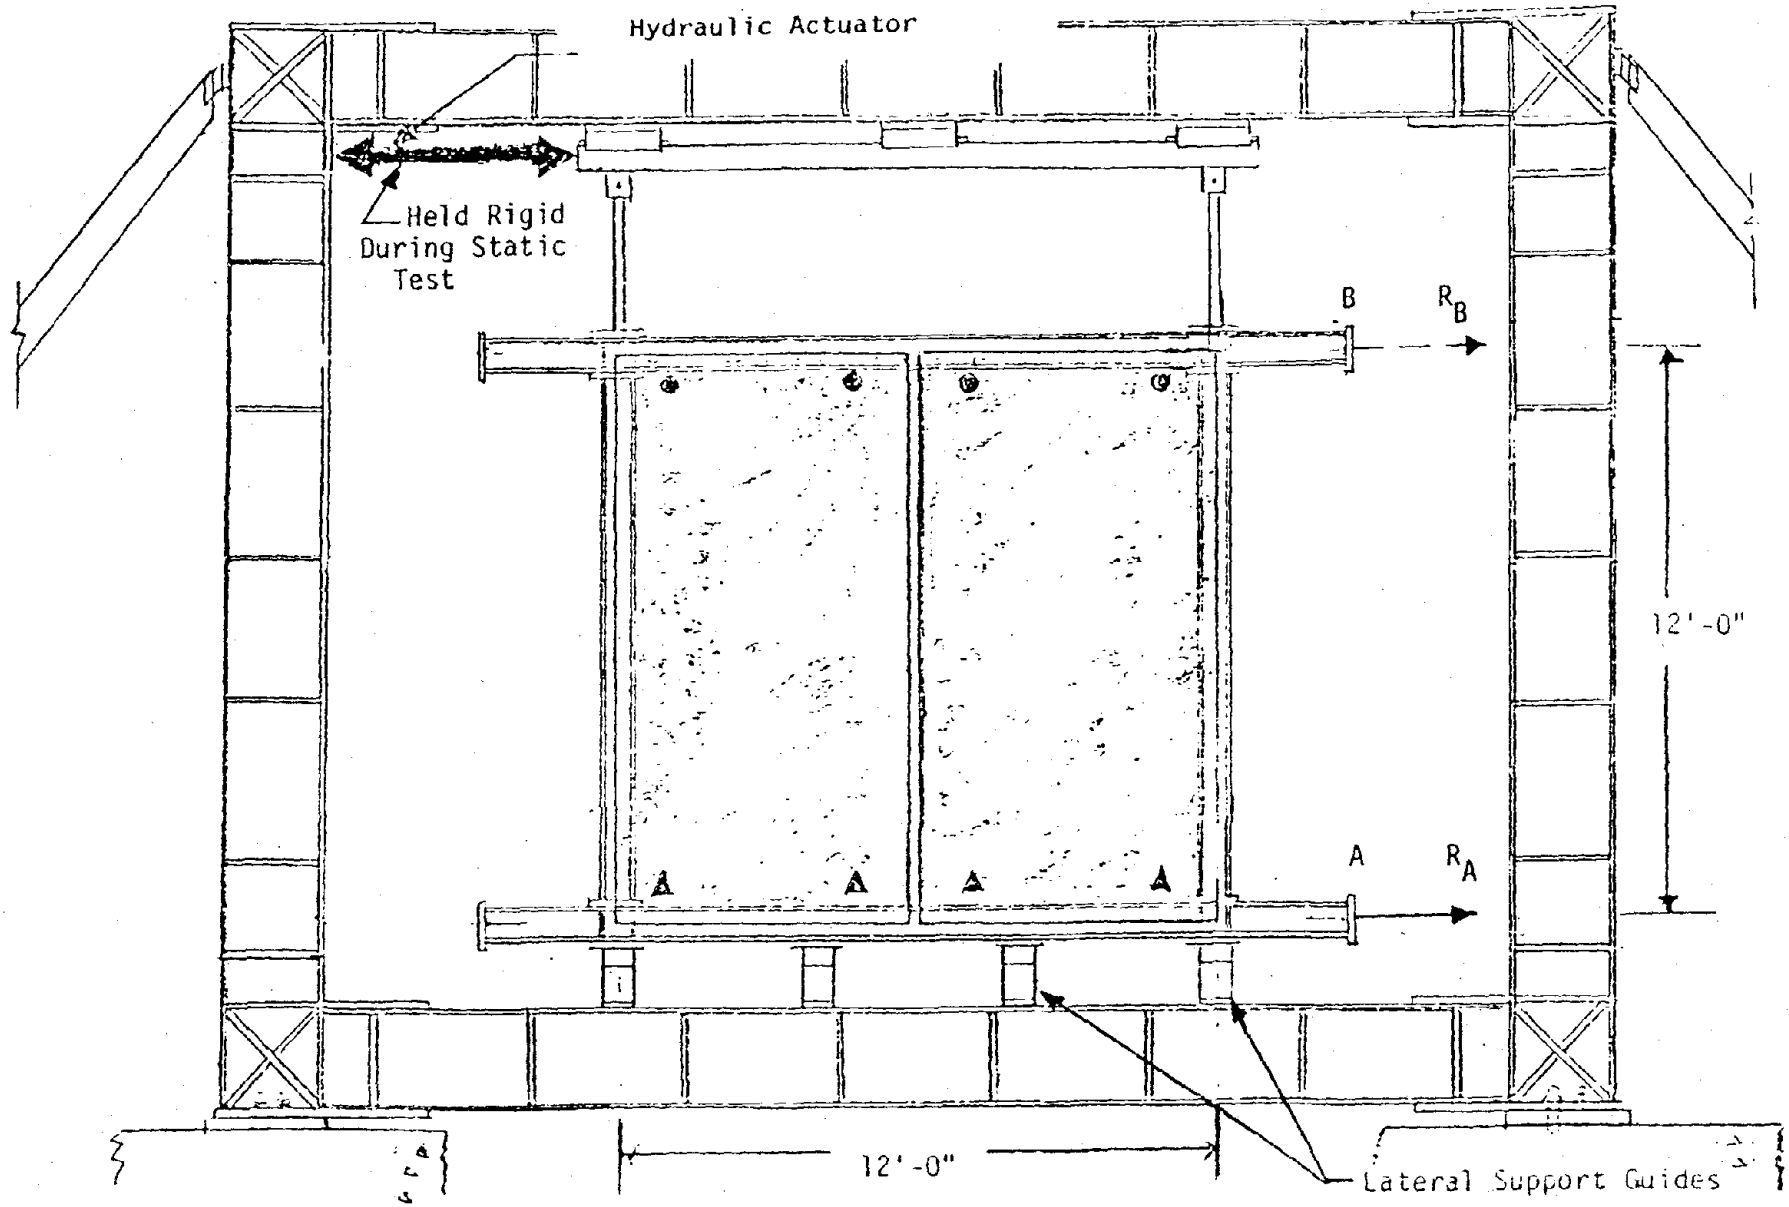 Hydraulic Actuator
Held Rigid
During Static
Test
B R_B
12'-0"
A R_A
12'-0"
Lateral Support Guides